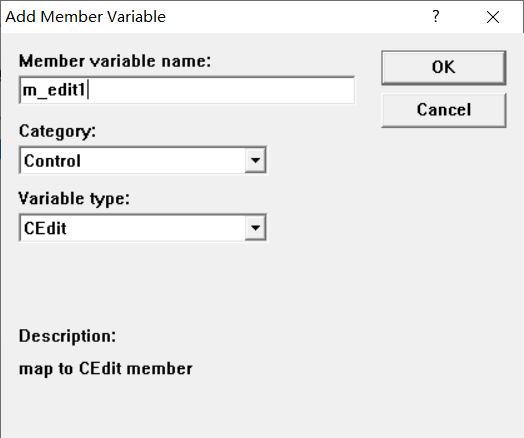 Add Member Variable ?
Member variable name:
OK
m_edit1
Cancel
Category:
Control
Variable type:
CEdit
Description:
map to CEdit member